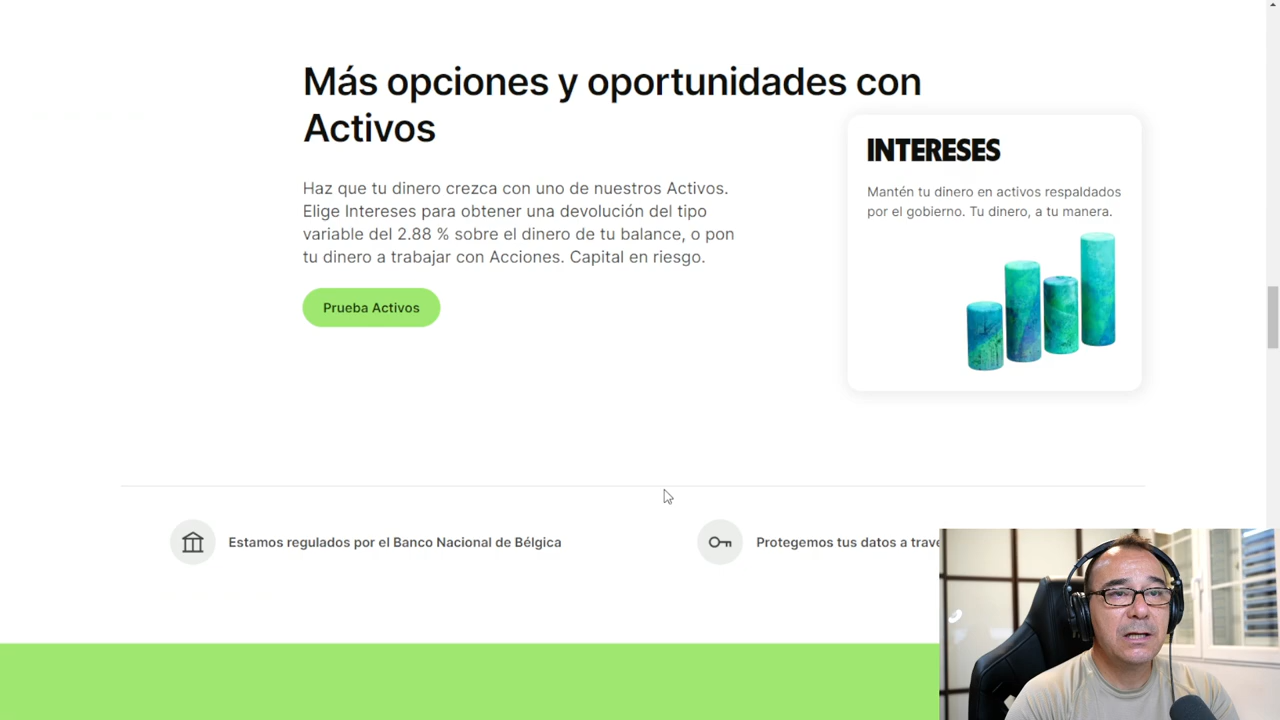 Más opciones y oportunidades con
Activos
Haz que tu dinero crezca con uno de nuestros Activos.
Elige Intereses para obtener una devolución del tipo
variable del 2.88 % sobre el dinero de tu balance, o pon
tu dinero a trabajar con Acciones. Capital en riesgo.
Prueba Activos
INTERESES
Mantén tu dinero en activos respaldados
por el gobierno. Tu dinero, a tu manera.
Estamos regulados por el Banco Nacional de Bélgica
Protegemos tus datos a